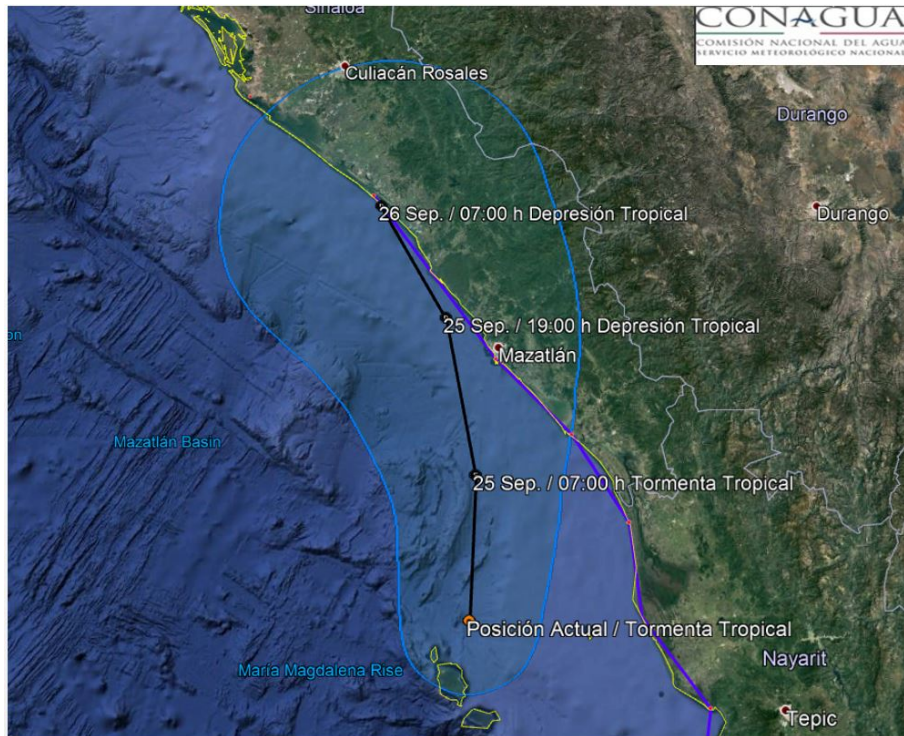 Sinaloa
CONAGUA
COMISIÓN NACIONAL DEL AGUA
SERVICIO METEOROLÓGICO NACIONAL
Culiacán Rosales
Durango
26 Sep. / 07:00 h Depresión Tropical
Durango
25 Sep. / 19:00 h Depresión Tropical
Mazatlán
Mazatlán Basin
25 Sep. / 07:00 h Tormenta Tropical
Posición Actual / Tormenta Tropical
María Magdalena Rise
Nayarit
Tepic